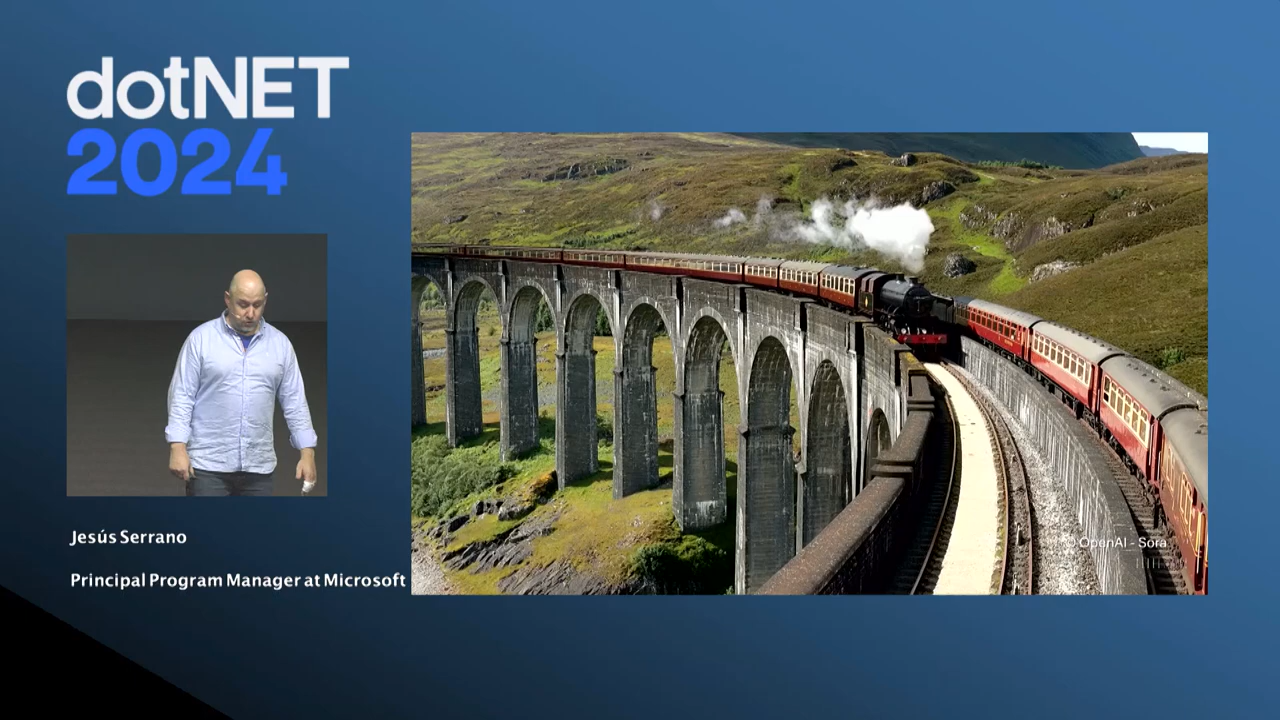 dotNET
2024
Jesús Serrano
Principal Program Manager at Microsoft
© OpenAI - Sora